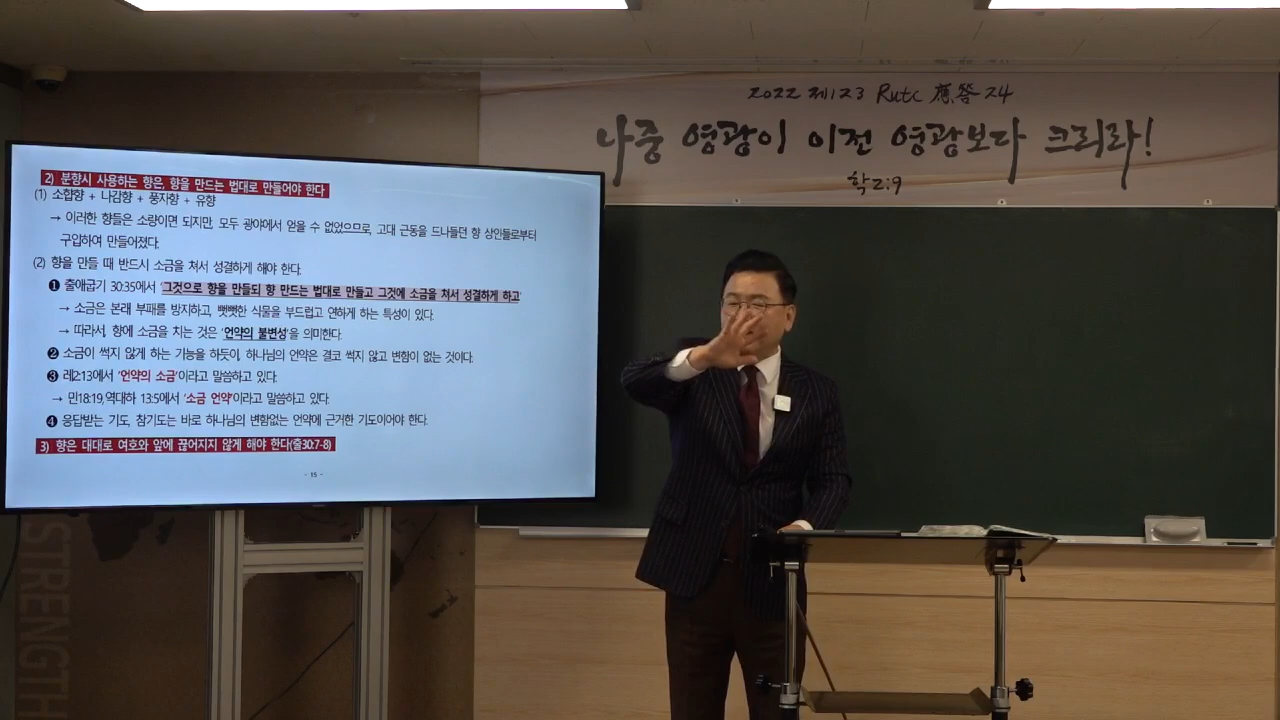 2022 제123 Rutc 應答 24
나중 영광이 이전 영광보다 크리라!
학2:9
2) 분향시 사용하는 향은, 향을 만드는 법대로 만들어야 한다
(1) 소합향 + 나감향 + 풍자향 + 유향
→ 이러한 향들은 소량이면 되지만, 모두 광야에서 얻을 수 없었으므로, 고대 근동을 드나들던 향 상인들로부터
구입하여 만들어졌다.
(2) 향을 만들 때 반드시 소금을 쳐서 성결하게 해야 한다.
❶ 출애굽기 30:35에서 '그것으로 향을 만들되 향 만드는 법대로 만들고 그것에 소금을 쳐서 성결하게 하고'
→ 소금은 본래 부패를 방지하고, 뻣뻣한 식물을 부드럽고 연하게 하는 특성이 있다.
→ 따라서, 향에 소금을 치는 것은 '언약의 불변성'을 의미한다.
❷ 소금이 썩지 않게 하는 기능을 하듯이, 하나님의 언약은 결코 썩지 않고 변함이 없는 것이다.
❸ 레2:13에서 '언약의 소금'이라고 말씀하고 있다.
→ 민18:19,역대하 13:5에서 '소금 언약'이라고 말씀하고 있다.
❹ 응답받는 기도, 참기도는 바로 하나님의 변함없는 언약에 근거한 기도이어야 한다.
3) 향은 대대로 여호와 앞에 끊어지지 않게 해야 한다(출30:7-8)
- 15 -
STRENGTH